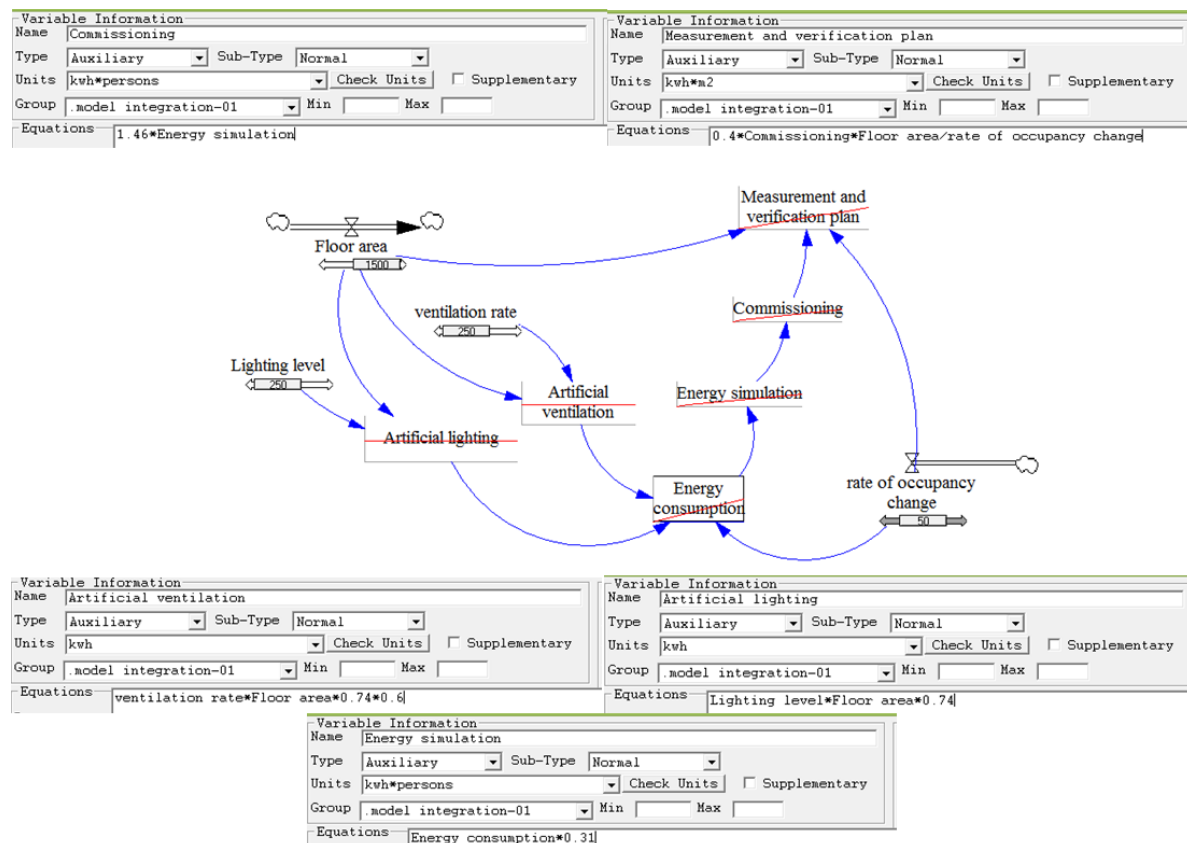 Variable Information
Name Commissioning
Type Auxiliary Sub-Type Normal
Units kwh*persons Check Units Supplementary
Group .model integration-01 Min Max
Equations 1.46*Energy simulation
Variable Information
Name Measurement and verification plan
Type Auxiliary Sub-Type Normal
Units kwh*m2 Check Units Supplementary
Group .model integration-01 Min Max
Equations 0.4*Commissioning*Floor area/rate of occupancy change
Measurement and
verification plan
Floor area
1500
ventilation rate
250
Commissioning
Lighting level
250
Artificial
ventilation
Energy simulation
Artificial lighting
Energy
consumption
rate of occupancy
change
50
Variable Information
Name Artificial ventilation
Type Auxiliary Sub-Type Normal
Units kwh Check Units Supplementary
Group .model integration-01 Min Max
Equations ventilation rate*Floor area*0.74*0.6
Variable Information
Name Artificial lighting
Type Auxiliary Sub-Type Normal
Units kwh Check Units Supplementary
Group .model integration-01 Min Max
Equations Lighting level*Floor area*0.74
Variable Information
Name Energy simulation
Type Auxiliary Sub-Type Normal
Units kwh*persons Check Units Supplementary
Group .model integration-01 Min Max
Equations Energy consumption*0.31